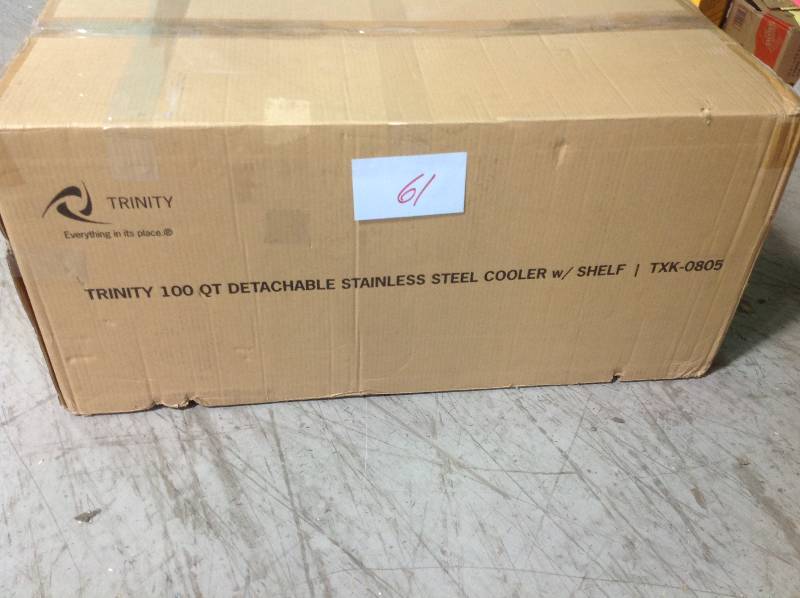 TRINITY
Everything in its place.®
61
TRINITY 100 QT DETACHABLE STAINLESS STEEL COOLER w/ SHELF | TXK-0805